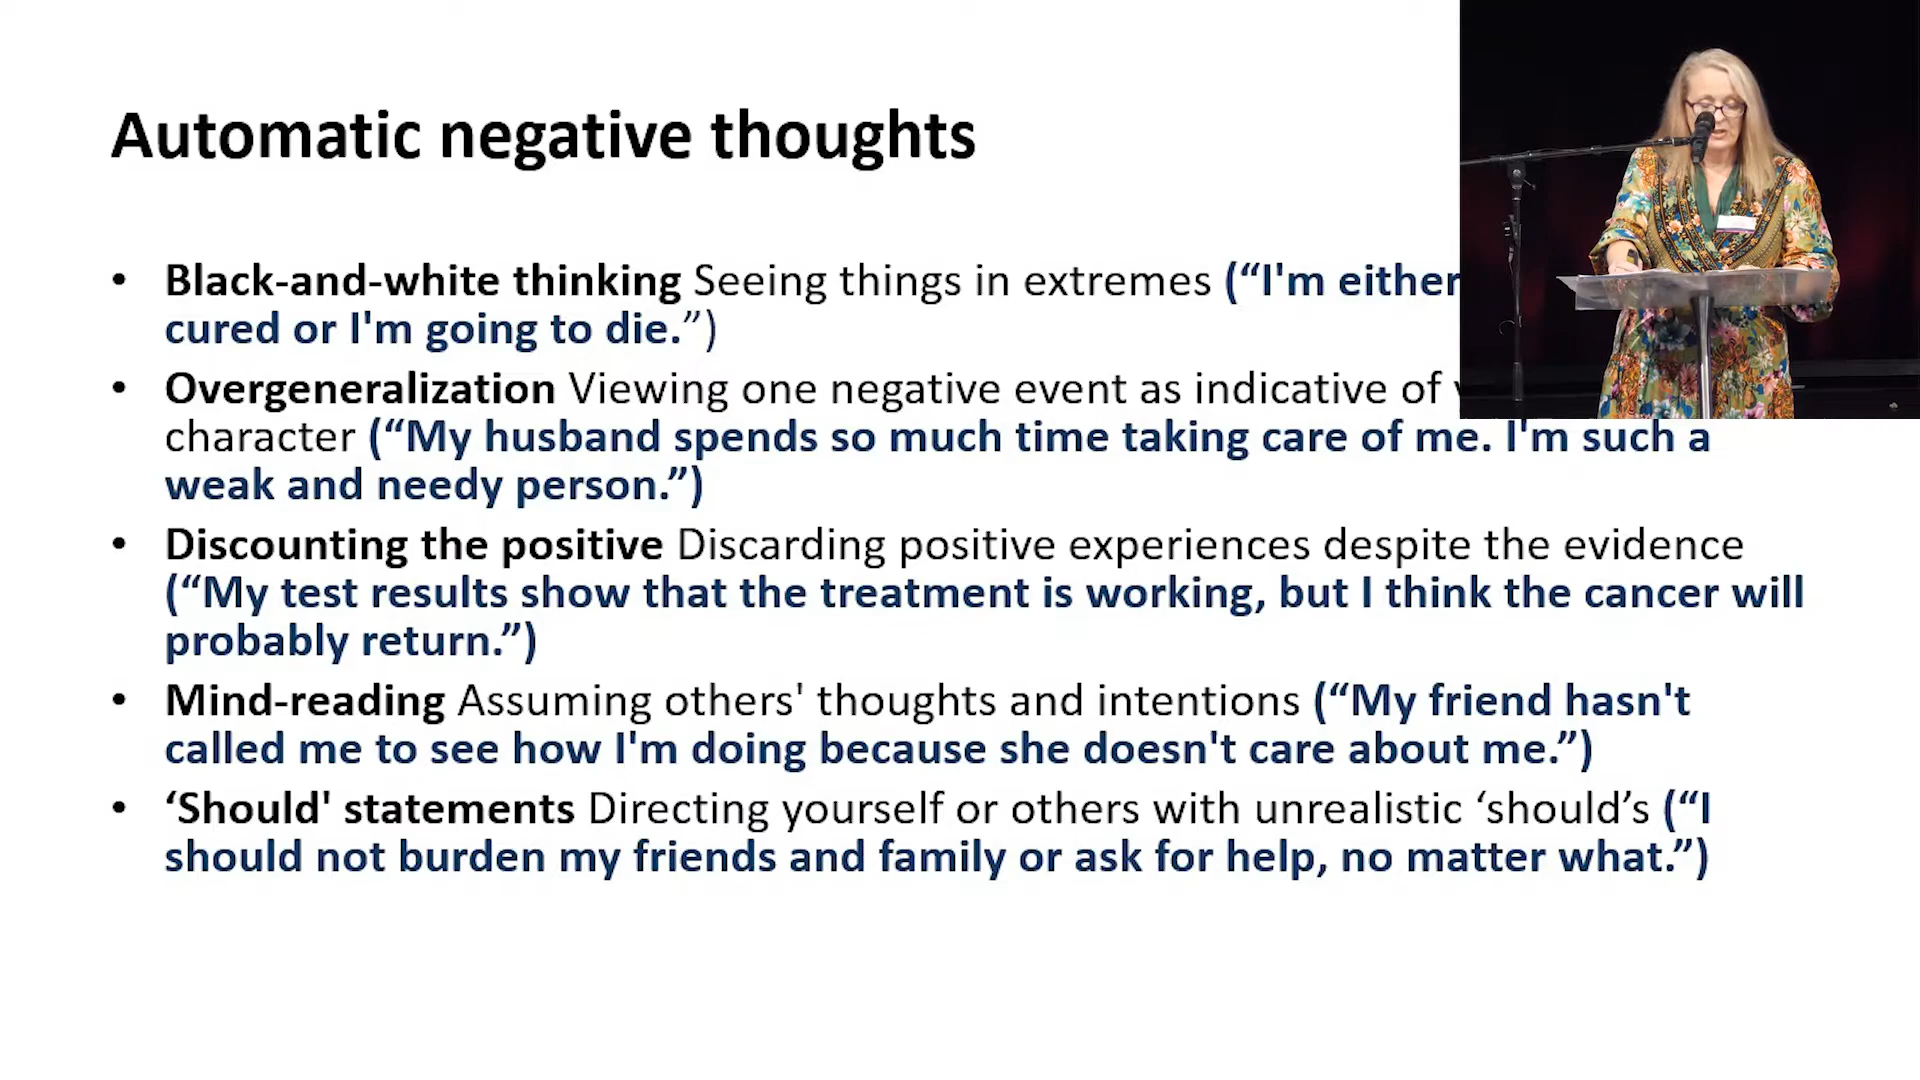 Automatic negative thoughts
• Black-and-white thinking Seeing things in extremes (“I'm either
cured or I'm going to die.”)
• Overgeneralization Viewing one negative event as indicative of
character (“My husband spends so much time taking care of me. I'm such a
weak and needy person.”)
• Discounting the positive Discarding positive experiences despite the evidence
(“My test results show that the treatment is working, but I think the cancer will
probably return.”)
• Mind-reading Assuming others' thoughts and intentions (“My friend hasn't
called me to see how I'm doing because she doesn't care about me.”)
• ‘Should' statements Directing yourself or others with unrealistic ‘should’s (“I
should not burden my friends and family or ask for help, no matter what.”)